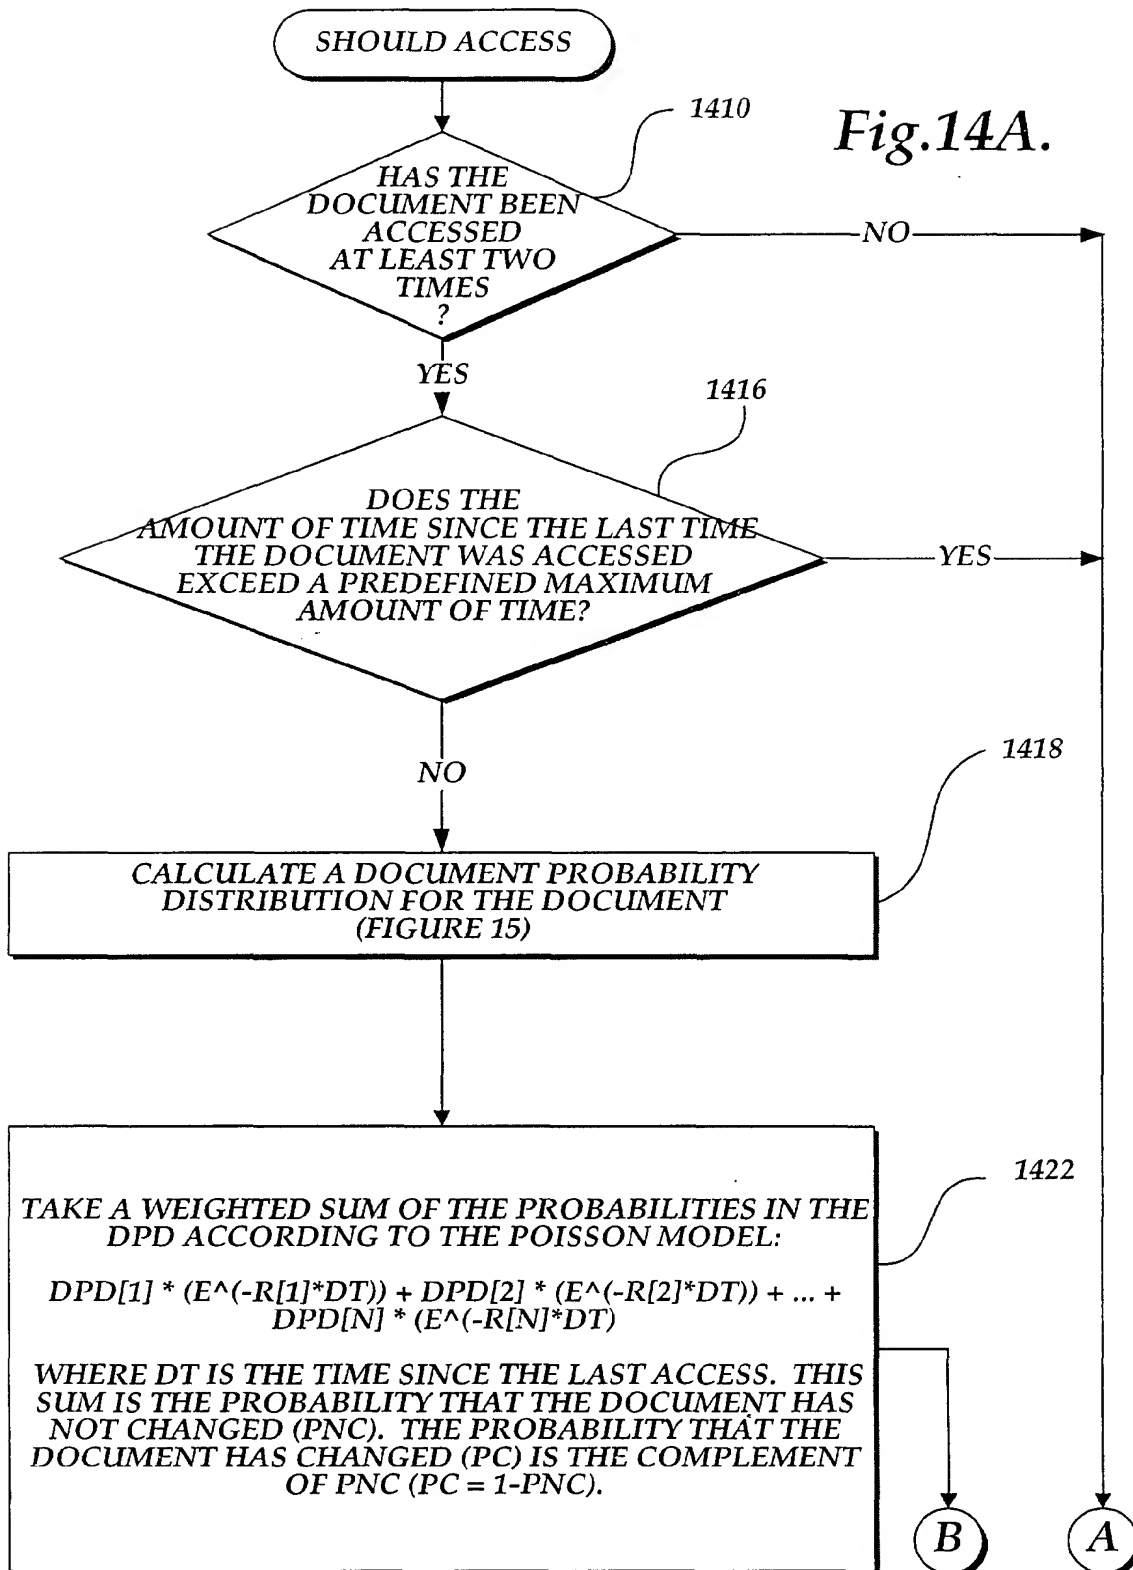 SHOULD ACCESS
1410
Fig.14A.
HAS THE
DOCUMENT BEEN
ACCESSED
AT LEAST TWO
TIMES
?
NO
YES
1416
DOES THE
AMOUNT OF TIME SINCE THE LAST TIME
THE DOCUMENT WAS ACCESSED
EXCEED A PREDEFINED MAXIMUM
AMOUNT OF TIME?
YES
NO
1418
CALCULATE A DOCUMENT PROBABILITY
DISTRIBUTION FOR THE DOCUMENT
(FIGURE 15)
1422
TAKE A WEIGHTED SUM OF THE PROBABILITIES IN THE
DPD ACCORDING TO THE POISSON MODEL:
DPD[1] * (E^(-R[1]*DT)) + DPD[2] * (E^(-R[2]*DT)) + ... +
DPD[N] * (E^(-R[N]*DT)
WHERE DT IS THE TIME SINCE THE LAST ACCESS. THIS
SUM IS THE PROBABILITY THAT THE DOCUMENT HAS
NOT CHANGED (PNC). THE PROBABILITY THAT THE
DOCUMENT HAS CHANGED (PC) IS THE COMPLEMENT
OF PNC (PC = 1-PNC).
B
A